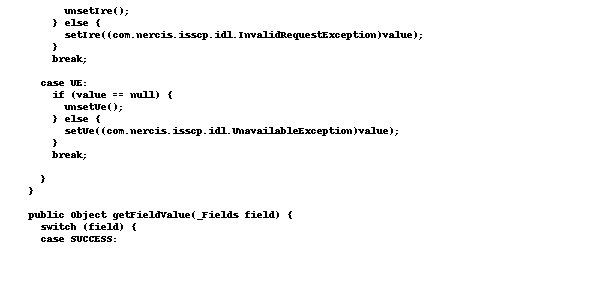 unsetIre();
} else {
setIre((com.nercis.isscp.idl.InvalidRequestException)value);
}
break;
case UE:
if (value == null) {
unsetUe();
} else {
setUe((com.nercis.isscp.idl.UnavailableException)value);
}
break;
}
}
public Object getFieldValue(_Fields field) {
switch (field) {
case SUCCESS: